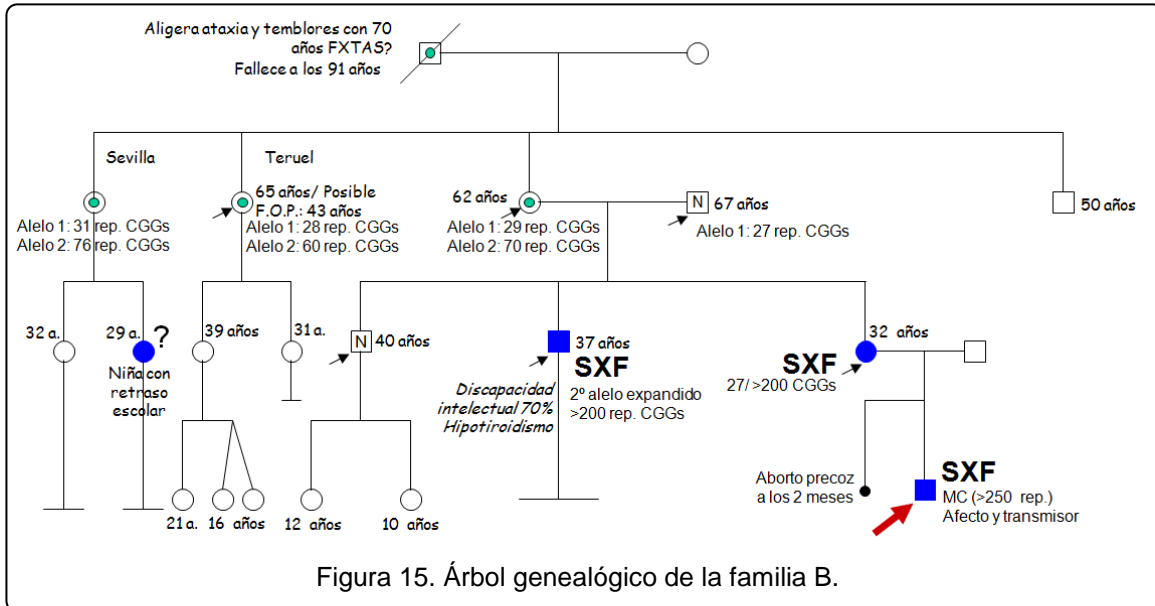 Aligera ataxia y temblores con 70
años FXTAS?
Fallece a los 91 años
Sevilla
Teruel
65 años/ Posible
F.O.P.: 43 años
62 años
N
67 años
50 años
Alelo 1: 31 rep. CGGs
Alelo 2: 76 rep. CGGs
Alelo 1: 28 rep. CGGs
Alelo 2: 60 rep. CGGs
Alelo 1: 29 rep. CGGs
Alelo 2: 70 rep. CGGs
Alelo 1: 27 rep. CGGs
32 a.
29 a.
?
Niña con
retraso
escolar
39 años
31 a.
N
40 años
37 años
SXF
2º alelo expandido
>200 rep. CGGs
Discapacidad
intelectual 70%
Hipotiroidismo
32 años
SXF
27/ >200 CGGs
21 a.
16 años
12 años
10 años
Aborto precoz
a los 2 meses
SXF
MC (>250 rep.)
Afecto y transmisor
Figura 15. Árbol genealógico de la familia B.